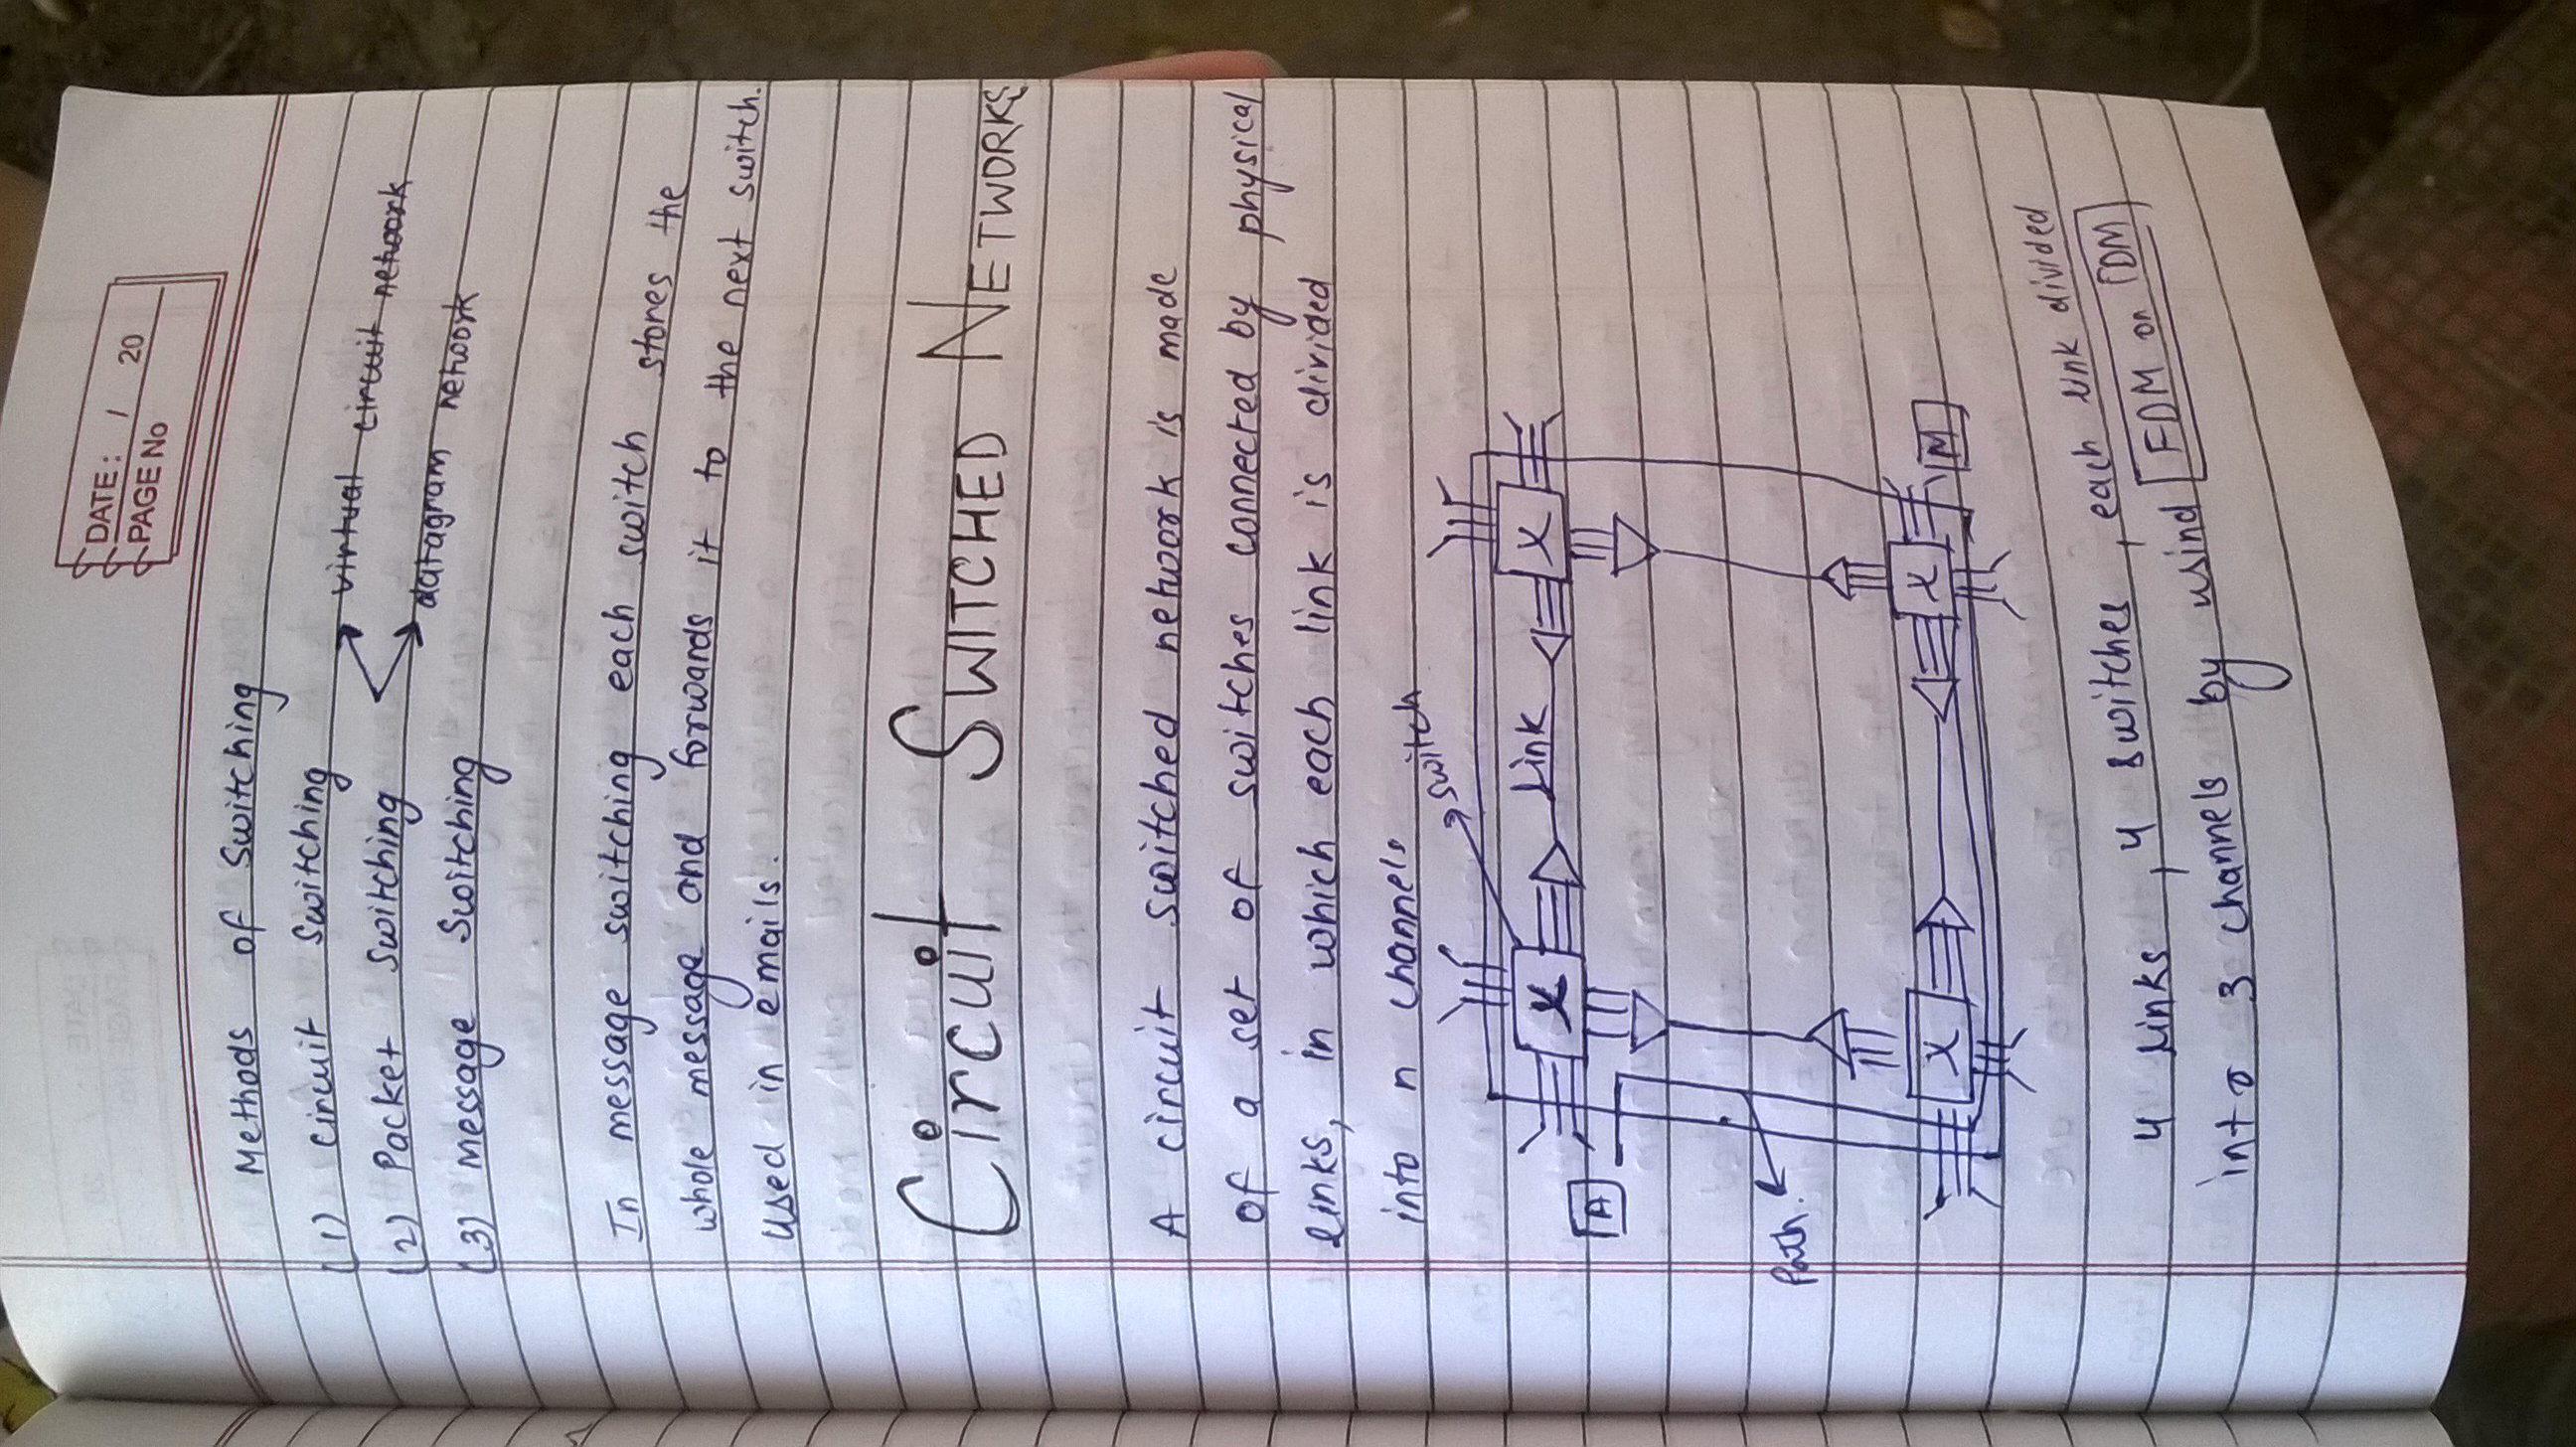 DATE: / 20
PAGE No
Methods of Switching
1) circuit Switching
virtual circuit network
2) Packet Switching
datagram network
3) Message Switching
In message switching each switch stores the
whole message and forwards it to the next switch.
used in emails.
Circuit SWITCHED NETWORKS
A circuit switched network is made
of a set of switches connected by physical
links, in which each link is divided
into n channels
switch
X Link X
A
Path.
X X M
4 links, 4 switches, each link divided
into 3 channels by usind FDM on TDM